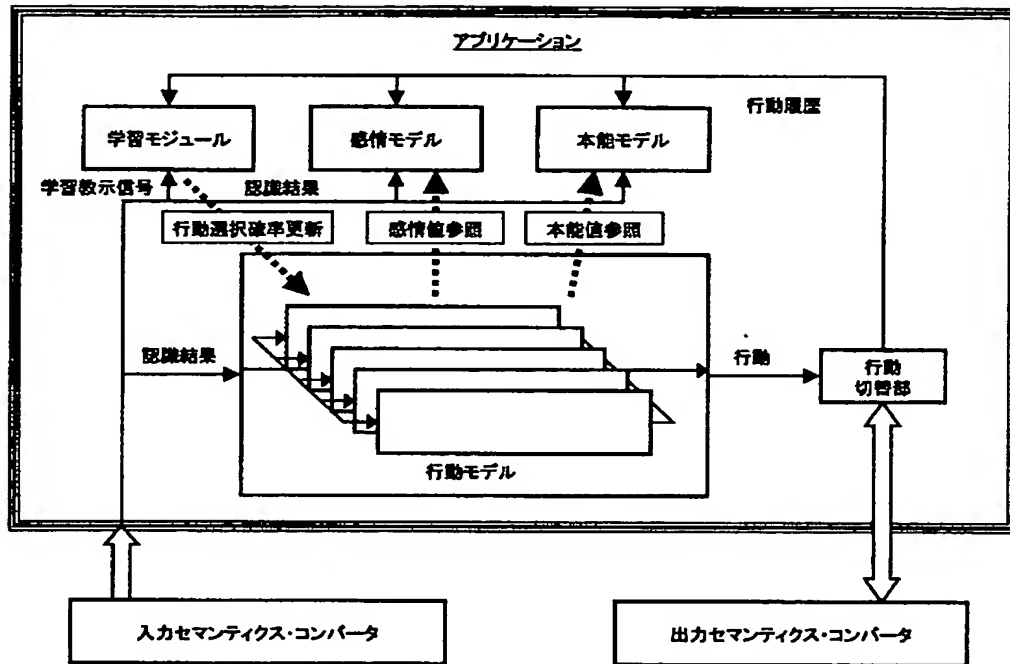 アプリケーション
行動履歴
学習モジュール
感情モデル
本能モデル
学習教示信号
認識結果
行動選択確率更新
感情値参照
本能値参照
認識結果
行動
行動
切替部
行動モデル
入力セマンティクス・コンバータ
出力セマンティクス・コンバータ